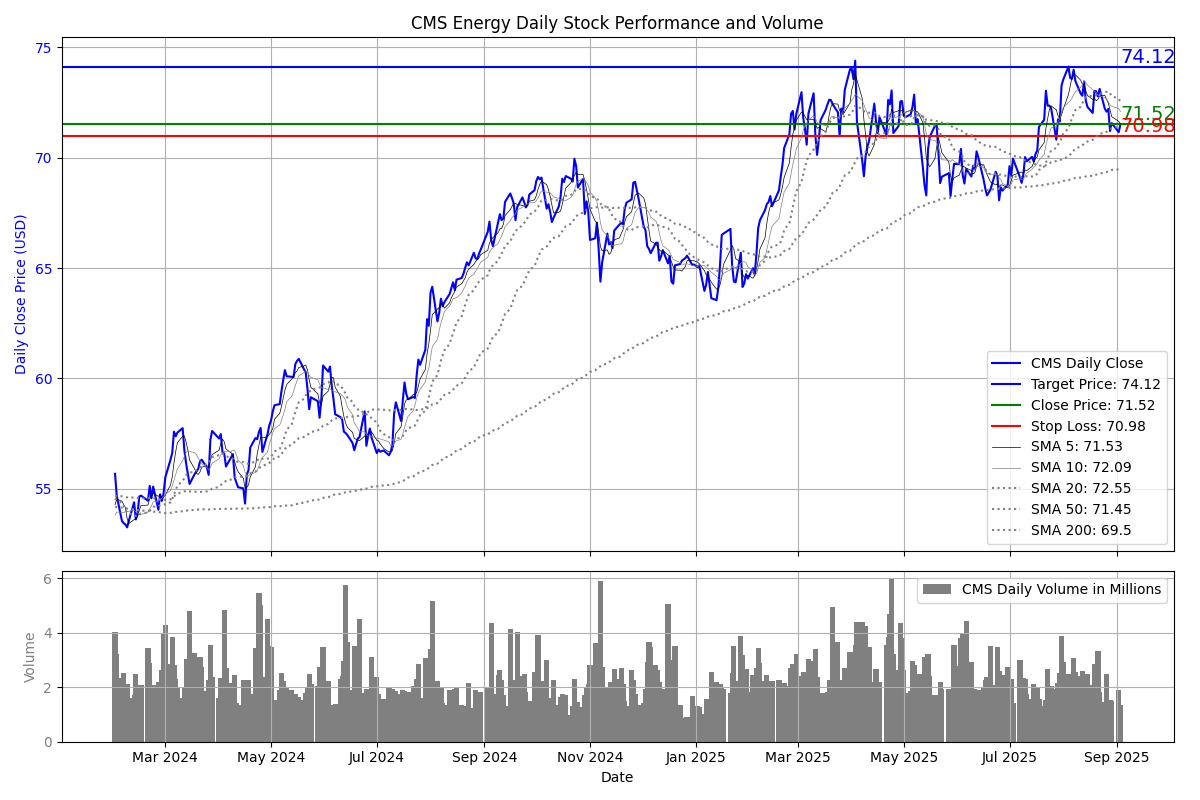 CMS Energy Daily Stock Performance and Volume
75
70
65
60
55
Daily Close Price (USD)
74.12
71.52
70.98
CMS Daily Close
Target Price: 74.12
Close Price: 71.52
Stop Loss: 70.98
SMA 5: 71.53
SMA 10: 72.09
SMA 20: 72.55
SMA 50: 71.45
SMA 200: 69.5
6
4
2
0
Volume
CMS Daily Volume in Millions
Mar 2024 May 2024 Jul 2024 Sep 2024 Nov 2024 Jan 2025 Mar 2025 May 2025 Jul 2025 Sep 2025
Date